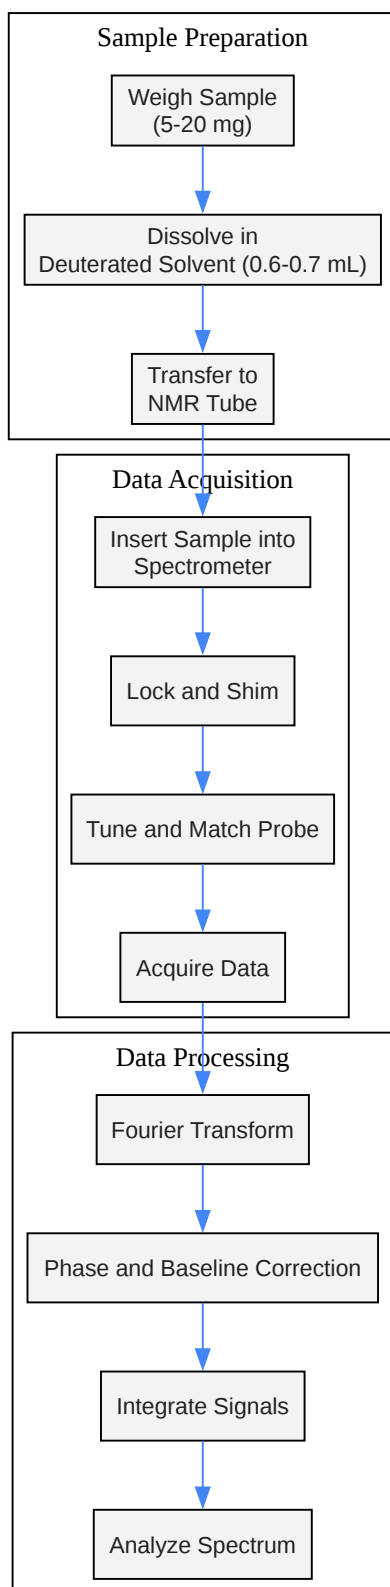 Sample Preparation
Weigh Sample
(5-20 mg)
Dissolve in
Deuterated Solvent (0.6-0.7 mL)
Transfer to
NMR Tube
Data Acquisition
Insert Sample into
Spectrometer
Lock and Shim
Tune and Match Probe
Acquire Data
Data Processing
Fourier Transform
Phase and Baseline Correction
Integrate Signals
Analyze Spectrum